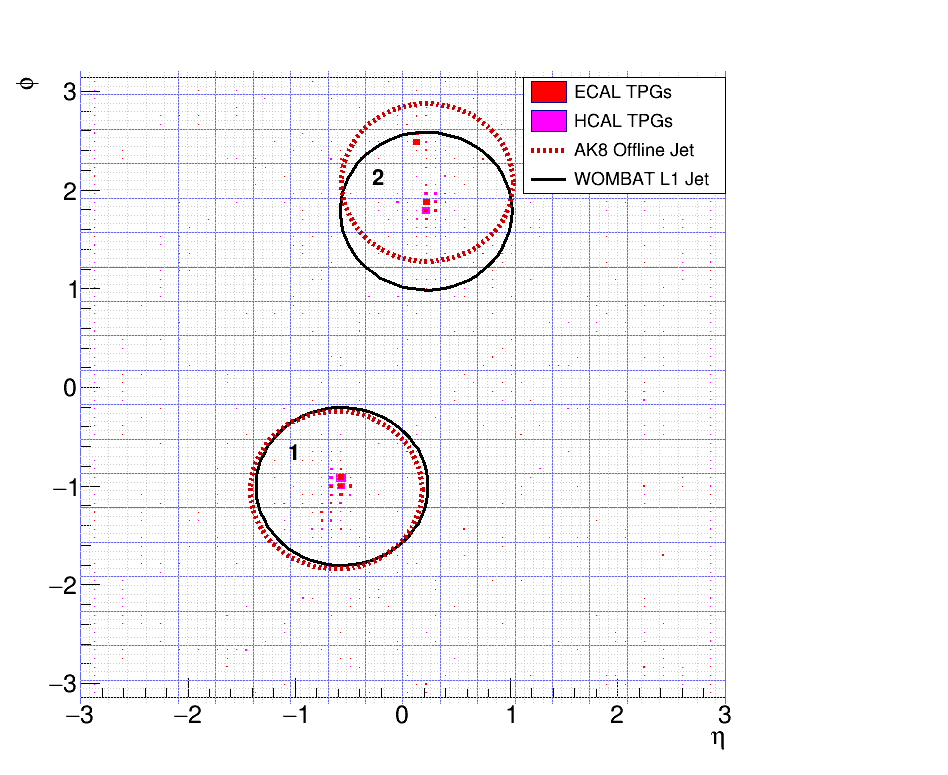 ϕ
3
2
1
0
−1
−2
−3
ECAL TPGs
HCAL TPGs
AK8 Offline Jet
WOMBAT L1 Jet
2
1
−3 −2 −1 0 1 2 3
η